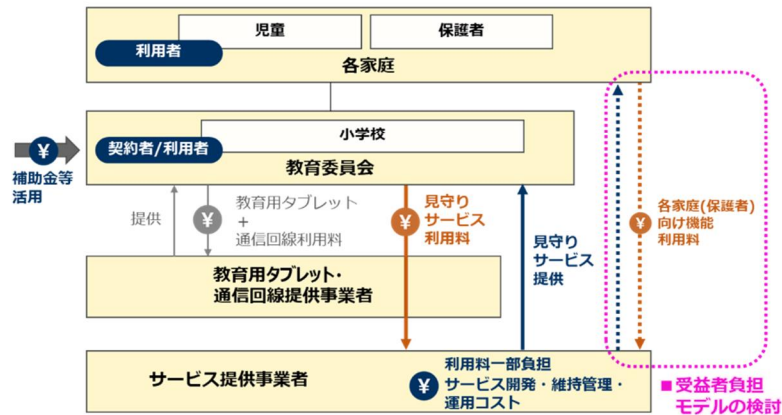 児童
保護者
利用者
各家庭
小学校
契約者/利用者
教育委員会
¥
補助金等
活用
提供
¥
教育用タブレット
+
通信回線利用料
¥
見守り
サービス
利用料
見守り
サービス
提供
¥
各家庭(保護者)
向け機能
利用料
教育用タブレット・
通信回線提供事業者
サービス提供事業者
¥
利用料一部負担
サービス開発・維持管理・
運用コスト
■受益者負担
モデルの検討